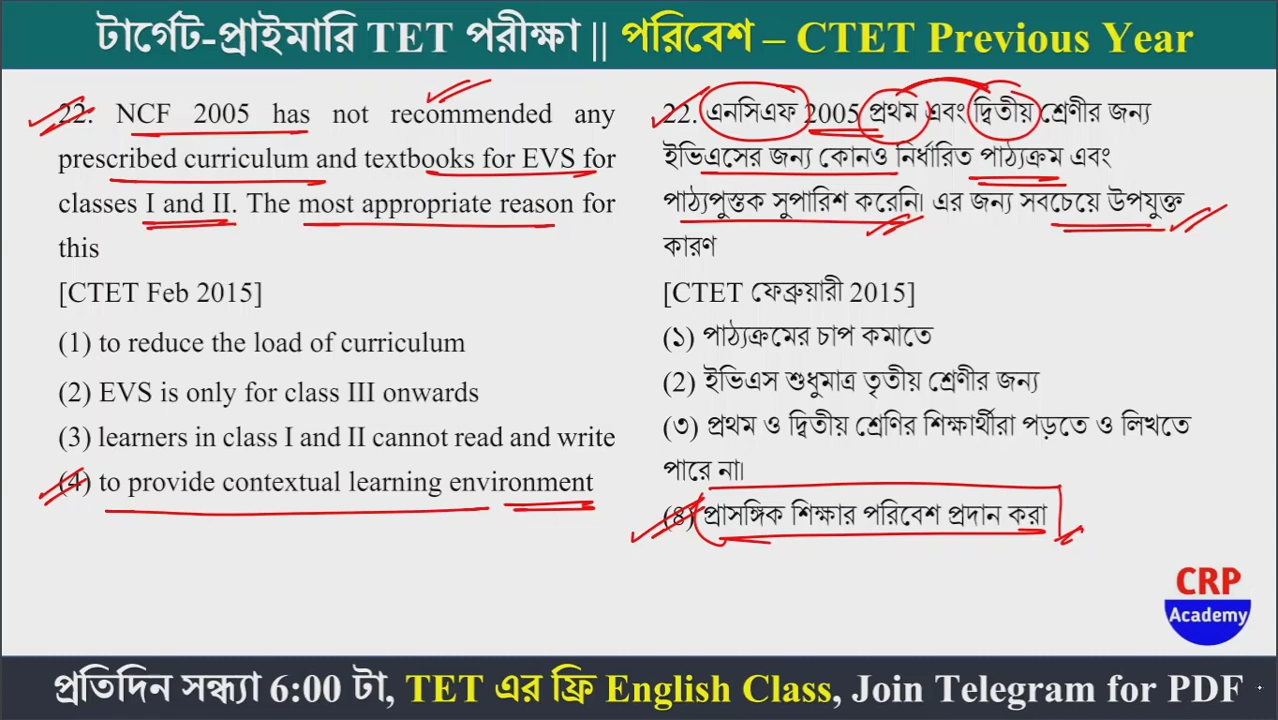 টার্গেট-প্রাইমারি TET পরীক্ষা || পরিবেশ – CTET Previous Year
22. NCF 2005 has not recommended any
prescribed curriculum and textbooks for EVS for
classes I and II. The most appropriate reason for
this
[CTET Feb 2015]
(1) to reduce the load of curriculum
(2) EVS is only for class III onwards
(3) learners in class I and II cannot read and write
(4) to provide contextual learning environment
22. এনসিএফ 2005 প্রথম এবং দ্বিতীয় শ্রেণীর জন্য
ইভিএসের জন্য কোনও নির্ধারিত পাঠ্যক্রম এবং
পাঠ্যপুস্তক সুপারিশ করেনি। এর জন্য সবচেয়ে উপযুক্ত
কারণ
[CTET ফেব্রুয়ারী 2015]
(১) পাঠ্যক্রমের চাপ কমাতে
(2) ইভিএস শুধুমাত্র তৃতীয় শ্রেণীর জন্য
(৩) প্রথম ও দ্বিতীয় শ্রেণির শিক্ষার্থীরা পড়তে ও লিখতে
পারে না।
(৪) প্রাসঙ্গিক শিক্ষার পরিবেশ প্রদান করা
CRP
Academy
প্রতিদিন সন্ধ্যা 6:00 টা, TET এর ফ্রি English Class, Join Telegram for PDF